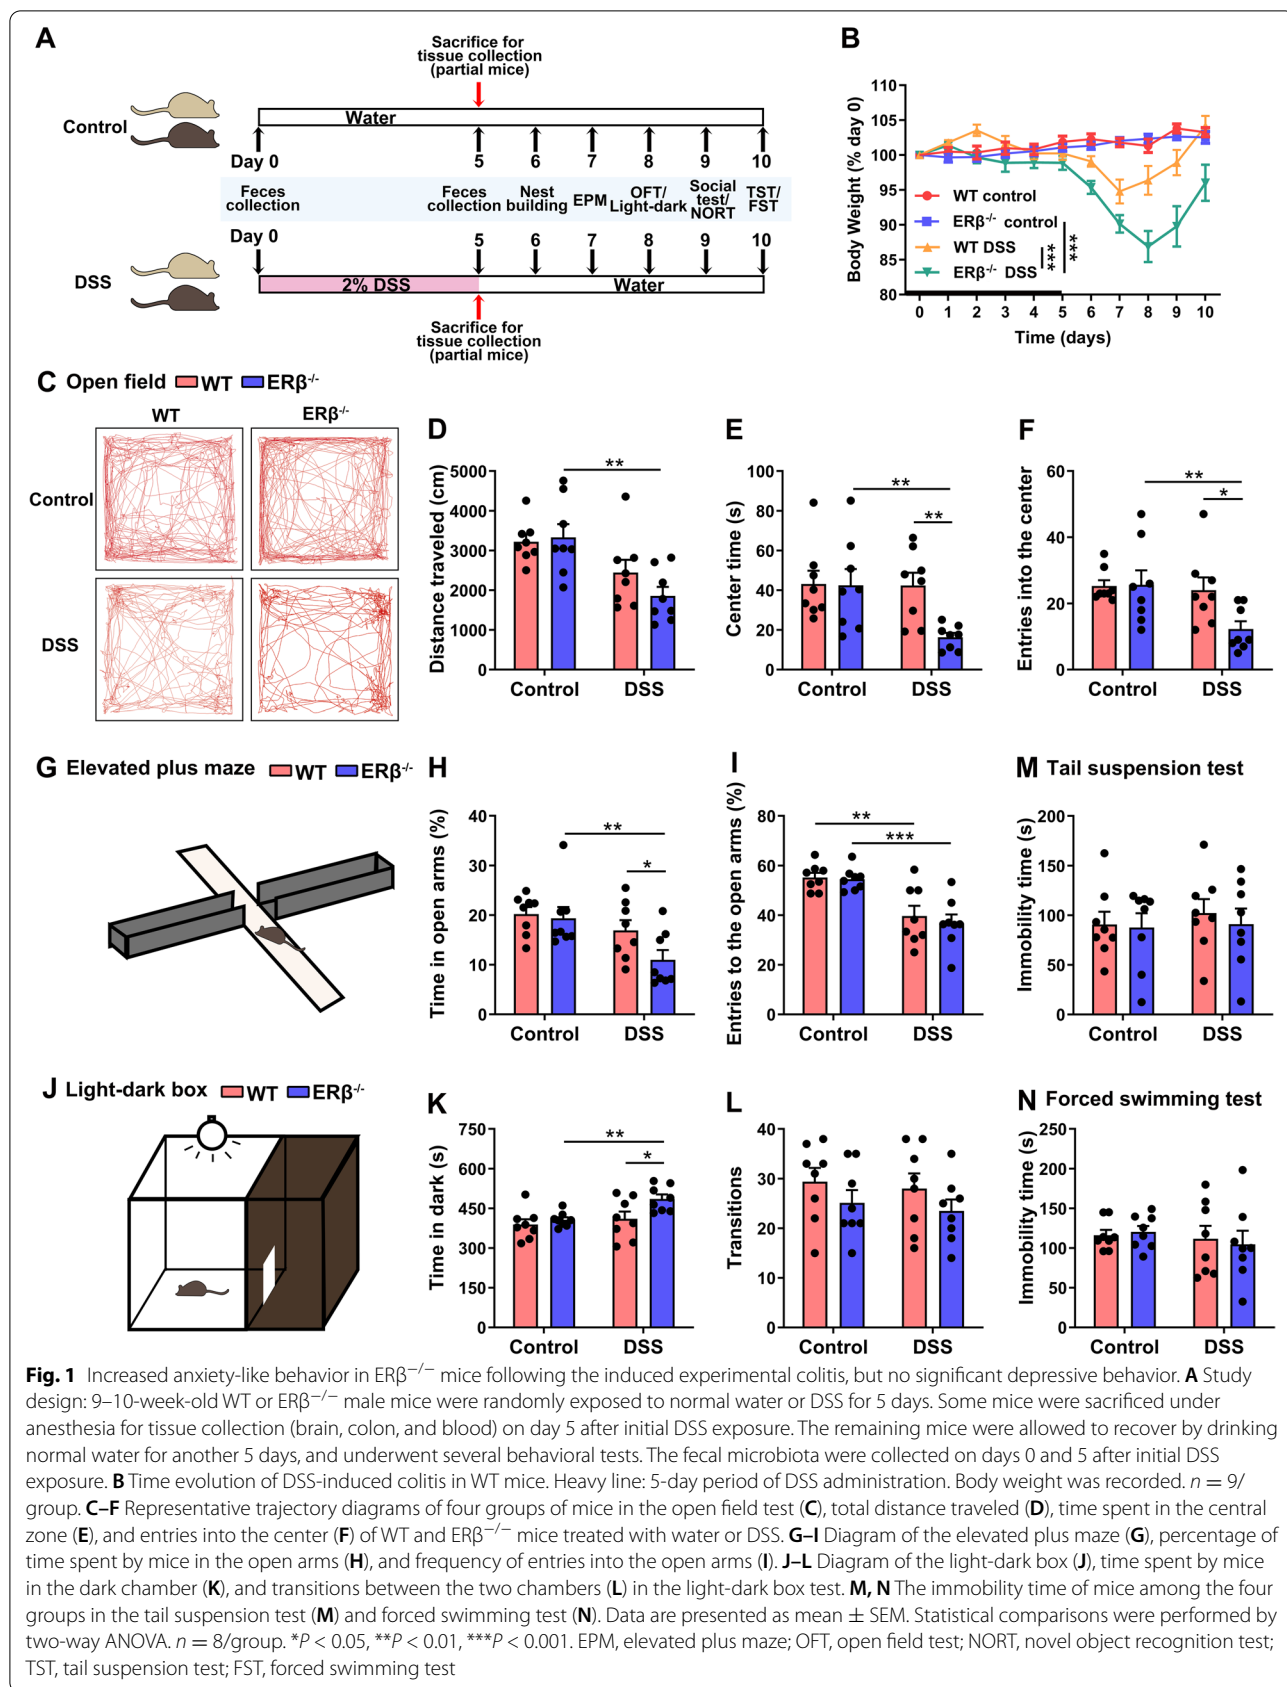 A
Sacrifice for
tissue collection
(partial mice)
Control
Water
Day 0 5 6 7 8 9 10
Feces
collection
Feces
collection
Nest
building
EPM
OFT/
Light-dark
Social
test/
NORT
TST/
FST
Day 0 5 6 7 8 9 10
DSS
2% DSS
Water
Sacrifice for
tissue collection
(partial mice)
B
Body Weight (% day 0)
110
105
100
95
90
85
80
WT control
ERβ-/- control
WT DSS
ERβ-/- DSS
***
***
0 1 2 3 4 5 6 7 8 9 10
Time (days)
C Open field WT ERβ-/-
WT ERβ-/-
Control
DSS
D
Distance traveled (cm)
5000
4000
3000
2000
1000
0
**
Control DSS
E
Center time (s)
100
80
60
40
20
0
**
**
Control DSS
F
Entries into the center
60
40
20
0
**
*
Control DSS
G Elevated plus maze WT ERβ-/-
H
Time in open arms (%)
40
30
20
10
0
**
*
Control DSS
I
Entries to the open arms (%)
80
60
40
20
0
**
***
Control DSS
M Tail suspension test
Immobility time (s)
200
150
100
50
0
Control DSS
J Light-dark box WT ERβ-/-
K
Time in dark (s)
750
600
450
300
150
0
**
*
Control DSS
L
Transitions
40
30
20
10
0
Control DSS
N Forced swimming test
Immobility time (s)
250
200
150
100
50
0
Control DSS
Fig. 1 Increased anxiety-like behavior in ERβ−/− mice following the induced experimental colitis, but no significant depressive behavior. A Study
design: 9–10-week-old WT or ERβ−/− male mice were randomly exposed to normal water or DSS for 5 days. Some mice were sacrificed under
anesthesia for tissue collection (brain, colon, and blood) on day 5 after initial DSS exposure. The remaining mice were allowed to recover by drinking
normal water for another 5 days, and underwent several behavioral tests. The fecal microbiota were collected on days 0 and 5 after initial DSS
exposure. B Time evolution of DSS-induced colitis in WT mice. Heavy line: 5-day period of DSS administration. Body weight was recorded. n = 9/
group. C–F Representative trajectory diagrams of four groups of mice in the open field test (C), total distance traveled (D), time spent in the central
zone (E), and entries into the center (F) of WT and ERβ−/− mice treated with water or DSS. G–I Diagram of the elevated plus maze (G), percentage of
time spent by mice in the open arms (H), and frequency of entries into the open arms (I). J–L Diagram of the light-dark box (J), time spent by mice
in the dark chamber (K), and transitions between the two chambers (L) in the light-dark box test. M, N The immobility time of mice among the four
groups in the tail suspension test (M) and forced swimming test (N). Data are presented as mean ± SEM. Statistical comparisons were performed by
two-way ANOVA. n = 8/group. *P < 0.05, **P < 0.01, ***P < 0.001. EPM, elevated plus maze; OFT, open field test; NORT, novel object recognition test;
TST, tail suspension test; FST, forced swimming test